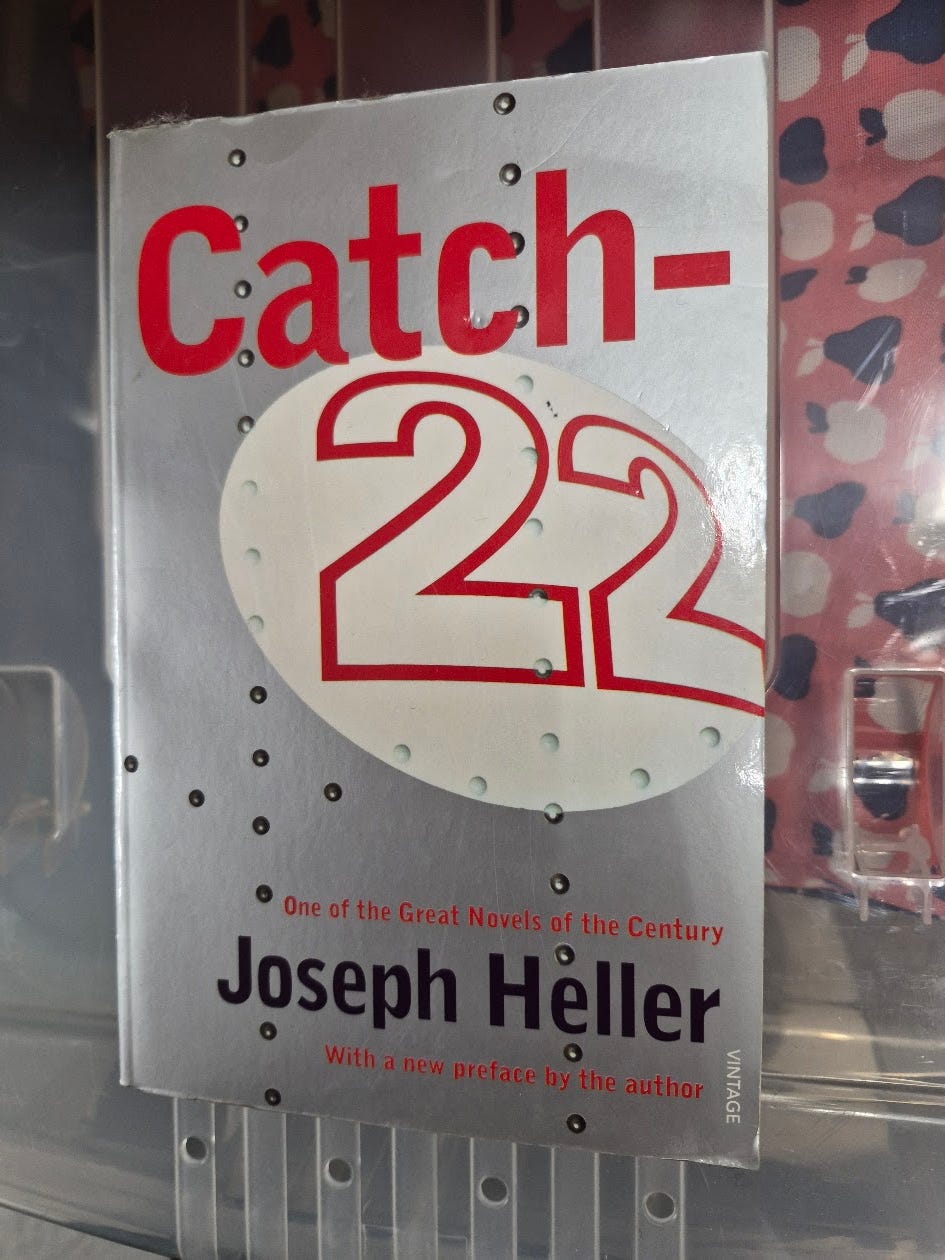 Catch-
22
One of the Great Novels of the Century
Joseph Heller
With a new preface by the author
VINTAGE